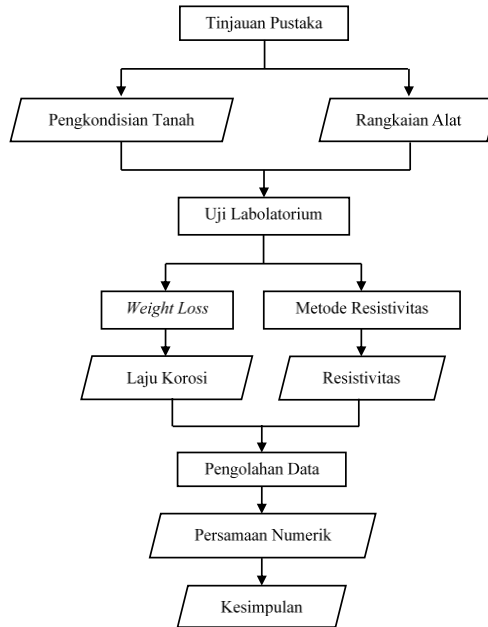 Tinjauan Pustaka
Pengkondisian Tanah
Rangkaian Alat
Uji Labolatorium
Weight Loss
Metode Resistivitas
Laju Korosi
Resistivitas
Pengolahan Data
Persamaan Numerik
Kesimpulan